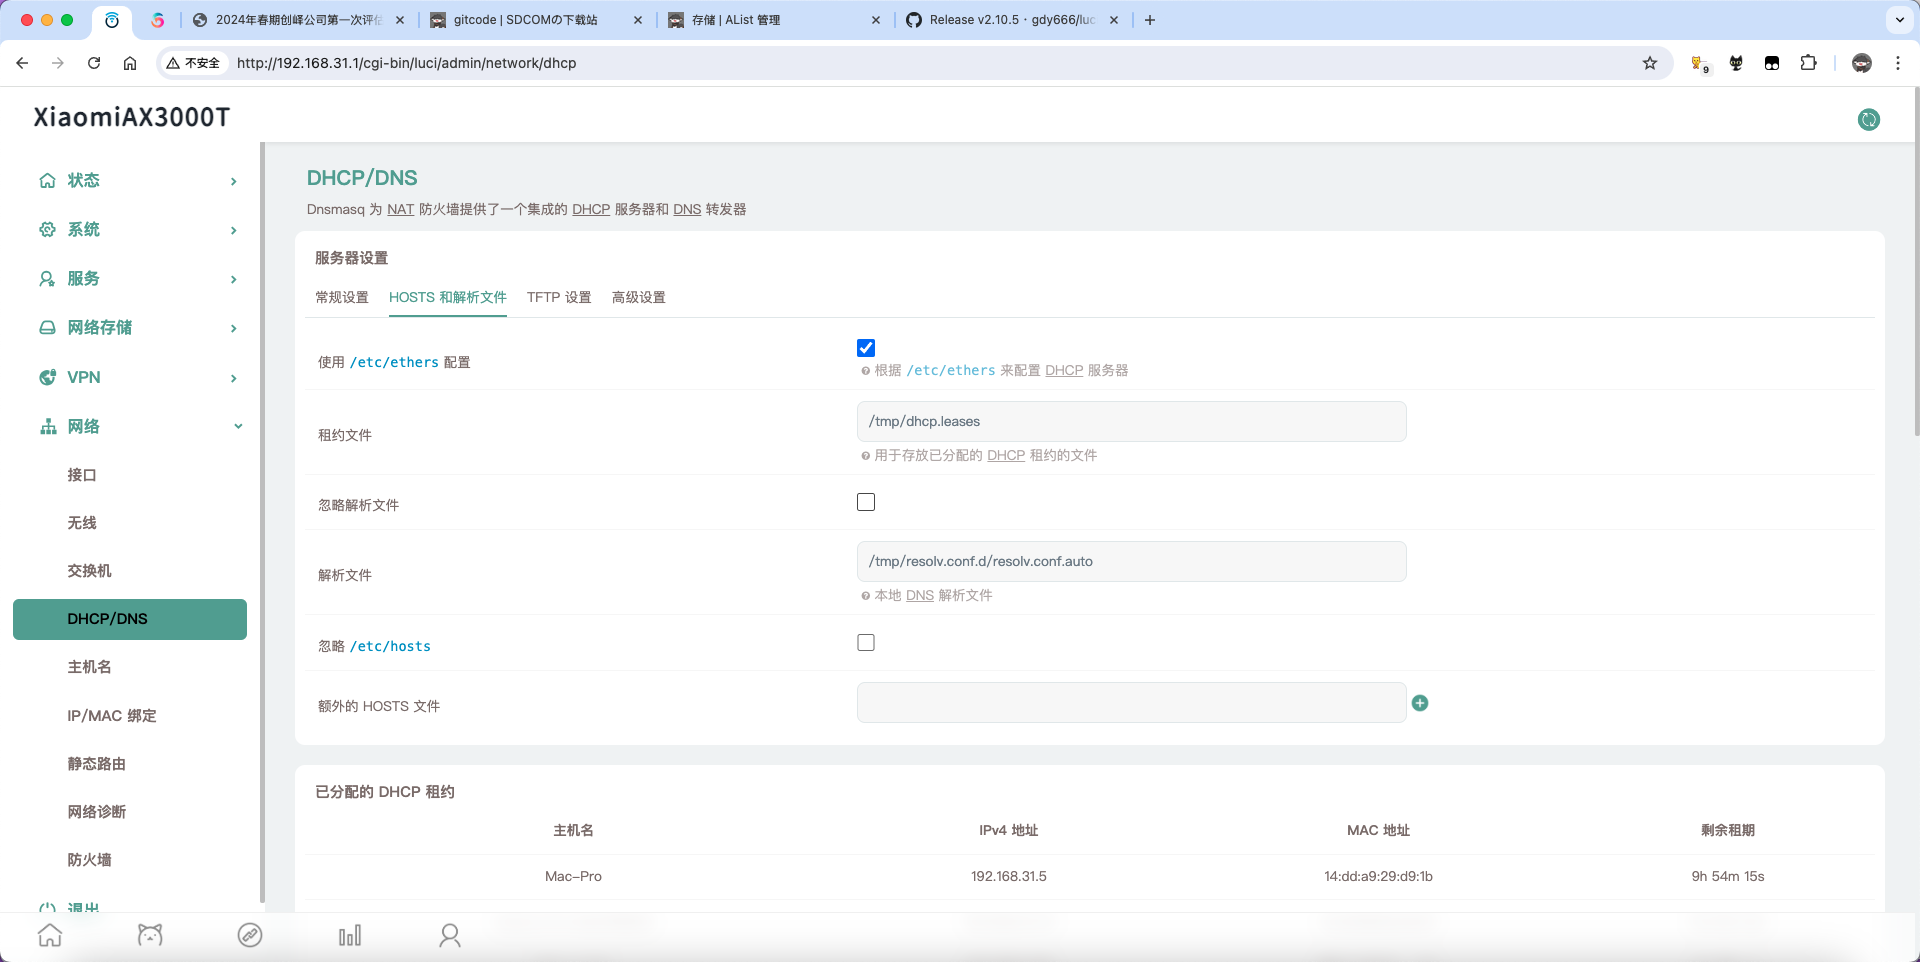 2024年春期创峰公司第一次评估
gitcode | SDCOMの下载站
存储 | AList 管理
Release v2.10.5 · gdy666/luc
不安全
http://192.168.31.1/cgi-bin/luci/admin/network/dhcp
9
XiaomiAX3000T
状态
系统
服务
网络存储
VPN
网络
接口
无线
交换机
DHCP/DNS
主机名
IP/MAC 绑定
静态路由
网络诊断
防火墙
退出
DHCP/DNS
Dnsmasq 为 NAT 防火墙提供了一个集成的 DHCP 服务器和 DNS 转发器
服务器设置
常规设置 HOSTS 和解析文件 TFTP 设置 高级设置
使用 /etc/ethers 配置
根据 /etc/ethers 来配置 DHCP 服务器
租约文件
/tmp/dhcp.leases
用于存放已分配的 DHCP 租约的文件
忽略解析文件
解析文件
/tmp/resolv.conf.d/resolv.conf.auto
本地 DNS 解析文件
忽略 /etc/hosts
额外的 HOSTS 文件
已分配的 DHCP 租约
主机名 IPv4 地址 MAC 地址 剩余租期
Mac-Pro 192.168.31.5 14:dd:a9:29:d9:1b 9h 54m 15s